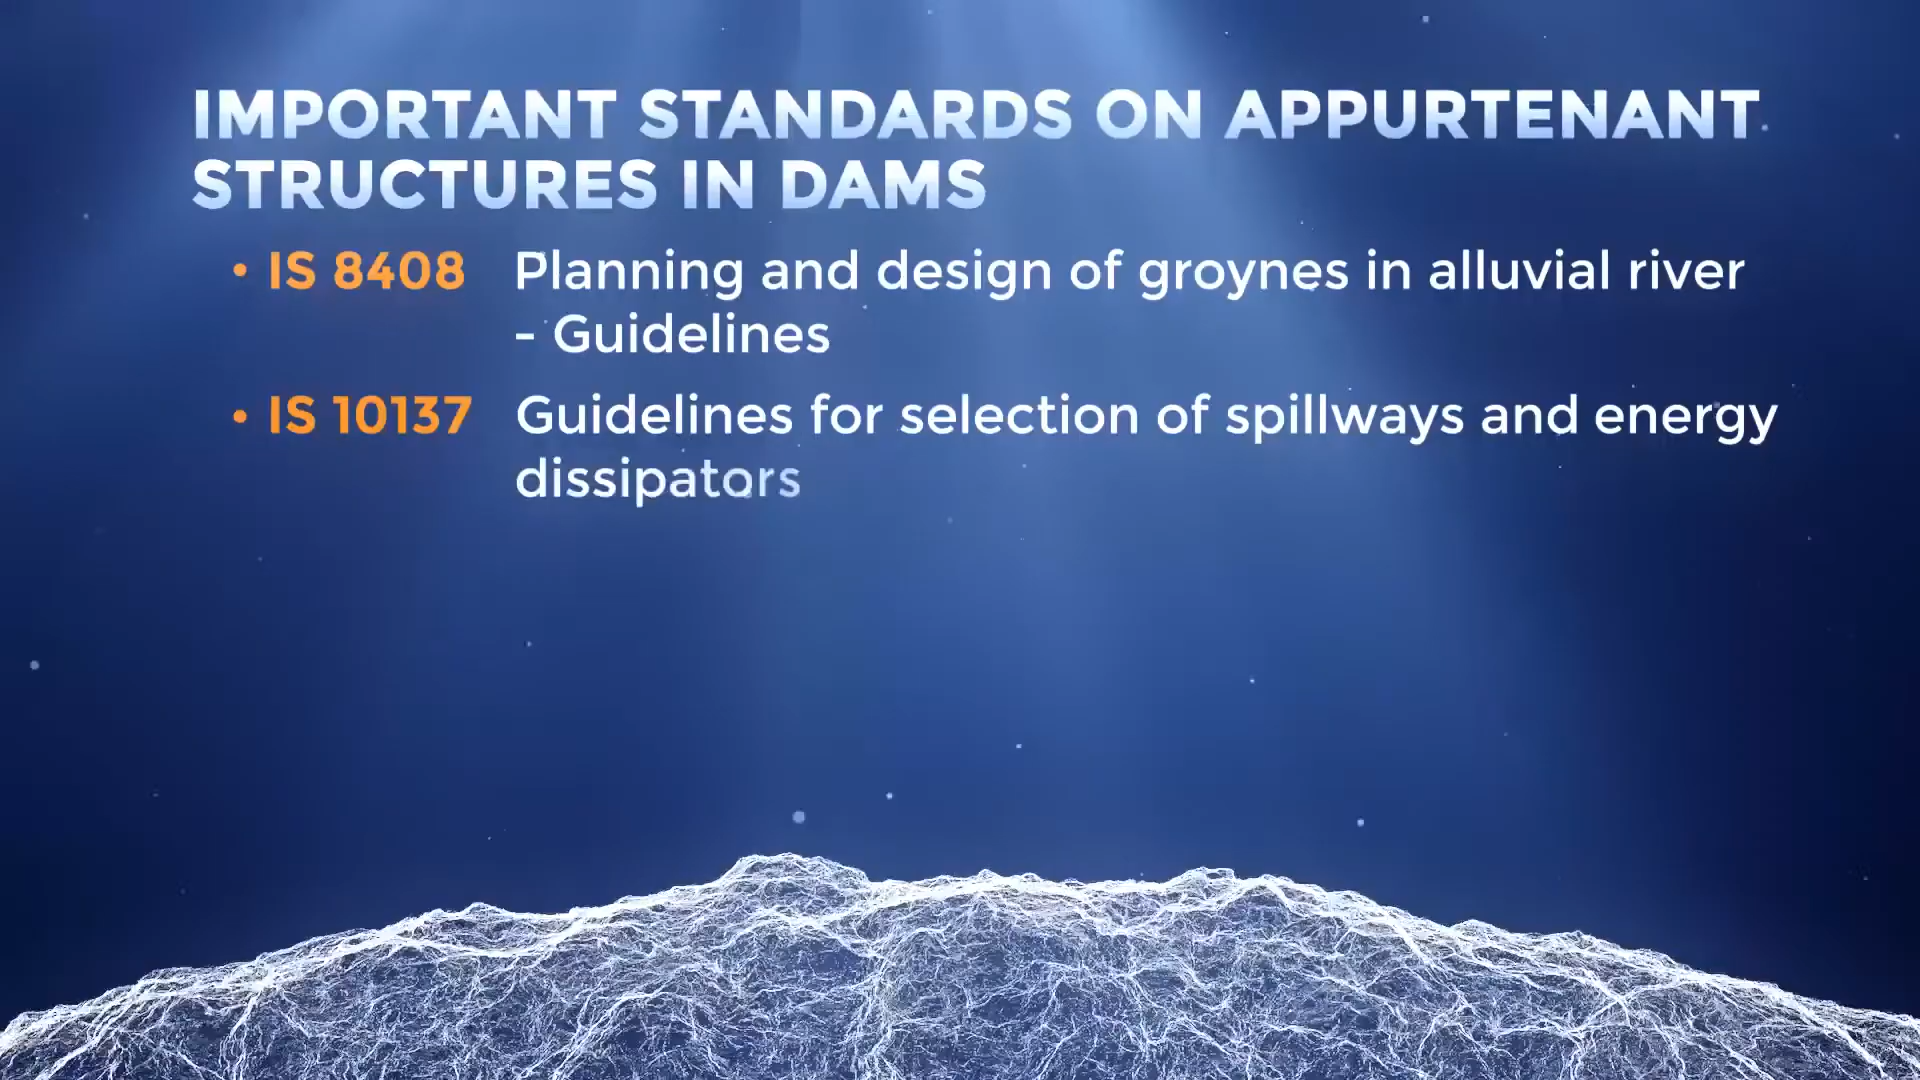 IMPORTANT STANDARDS ON APPURTENANT
STRUCTURES IN DAMS
• IS 8408 Planning and design of groynes in alluvial river
- Guidelines
• IS 10137 Guidelines for selection of spillways and energy
dissipators